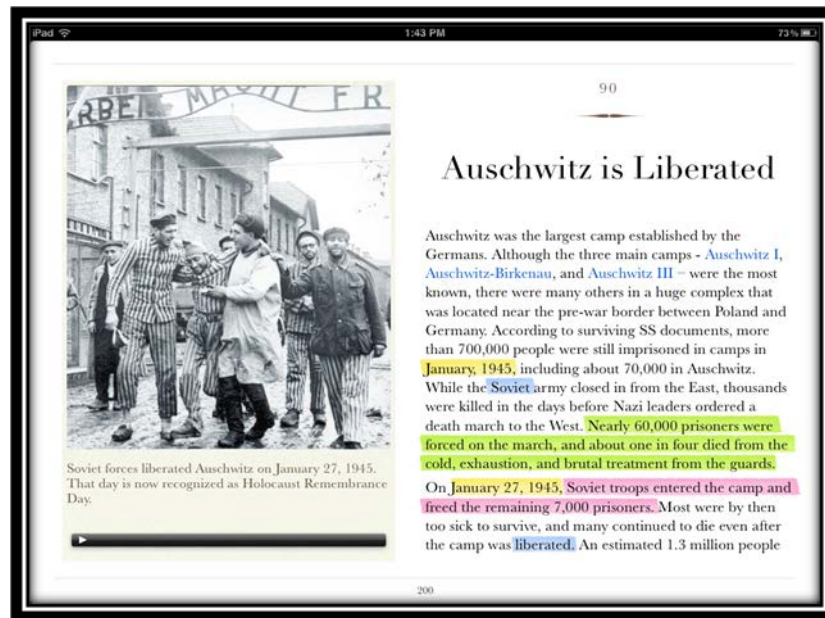 iPad
1:43 PM
73%
ARBEI MACHT FR
Soviet forces liberated Auschwitz on January 27, 1945.
That day is now recognized as Holocaust Remembrance
Day.
90
Auschwitz is Liberated
Auschwitz was the largest camp established by the
Germans. Although the three main camps - Auschwitz I,
Auschwitz-Birkenau, and Auschwitz III – were the most
known, there were many others in a huge complex that
was located near the pre-war border between Poland and
Germany. According to surviving SS documents, more
than 700,000 people were still imprisoned in camps in
January, 1945, including about 70,000 in Auschwitz.
While the Soviet army closed in from the East, thousands
were killed in the days before Nazi leaders ordered a
death march to the West. Nearly 60,000 prisoners were
forced on the march, and about one in four died from the
cold, exhaustion, and brutal treatment from the guards.
On January 27, 1945, Soviet troops entered the camp and
freed the remaining 7,000 prisoners. Most were by then
too sick to survive, and many continued to die even after
the camp was liberated. An estimated 1.3 million people
200